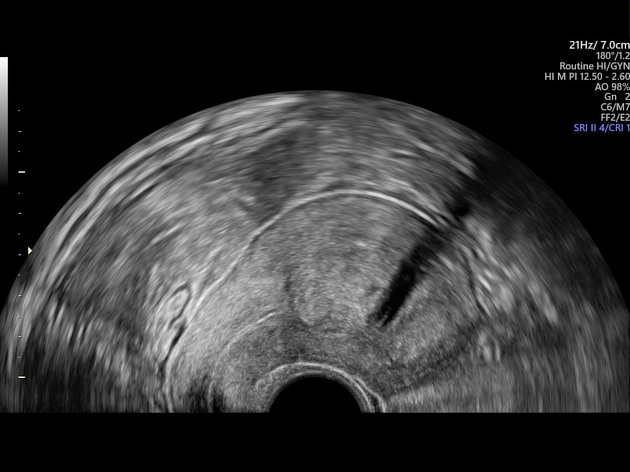 21Hz/ 7.0cm
180°/1.2
Routine HI/GYN
HI M PI 12.50 - 2.60
AO 98%
Gn 2
C6/M7
FF2/E2
SRI II 4/CRI 1